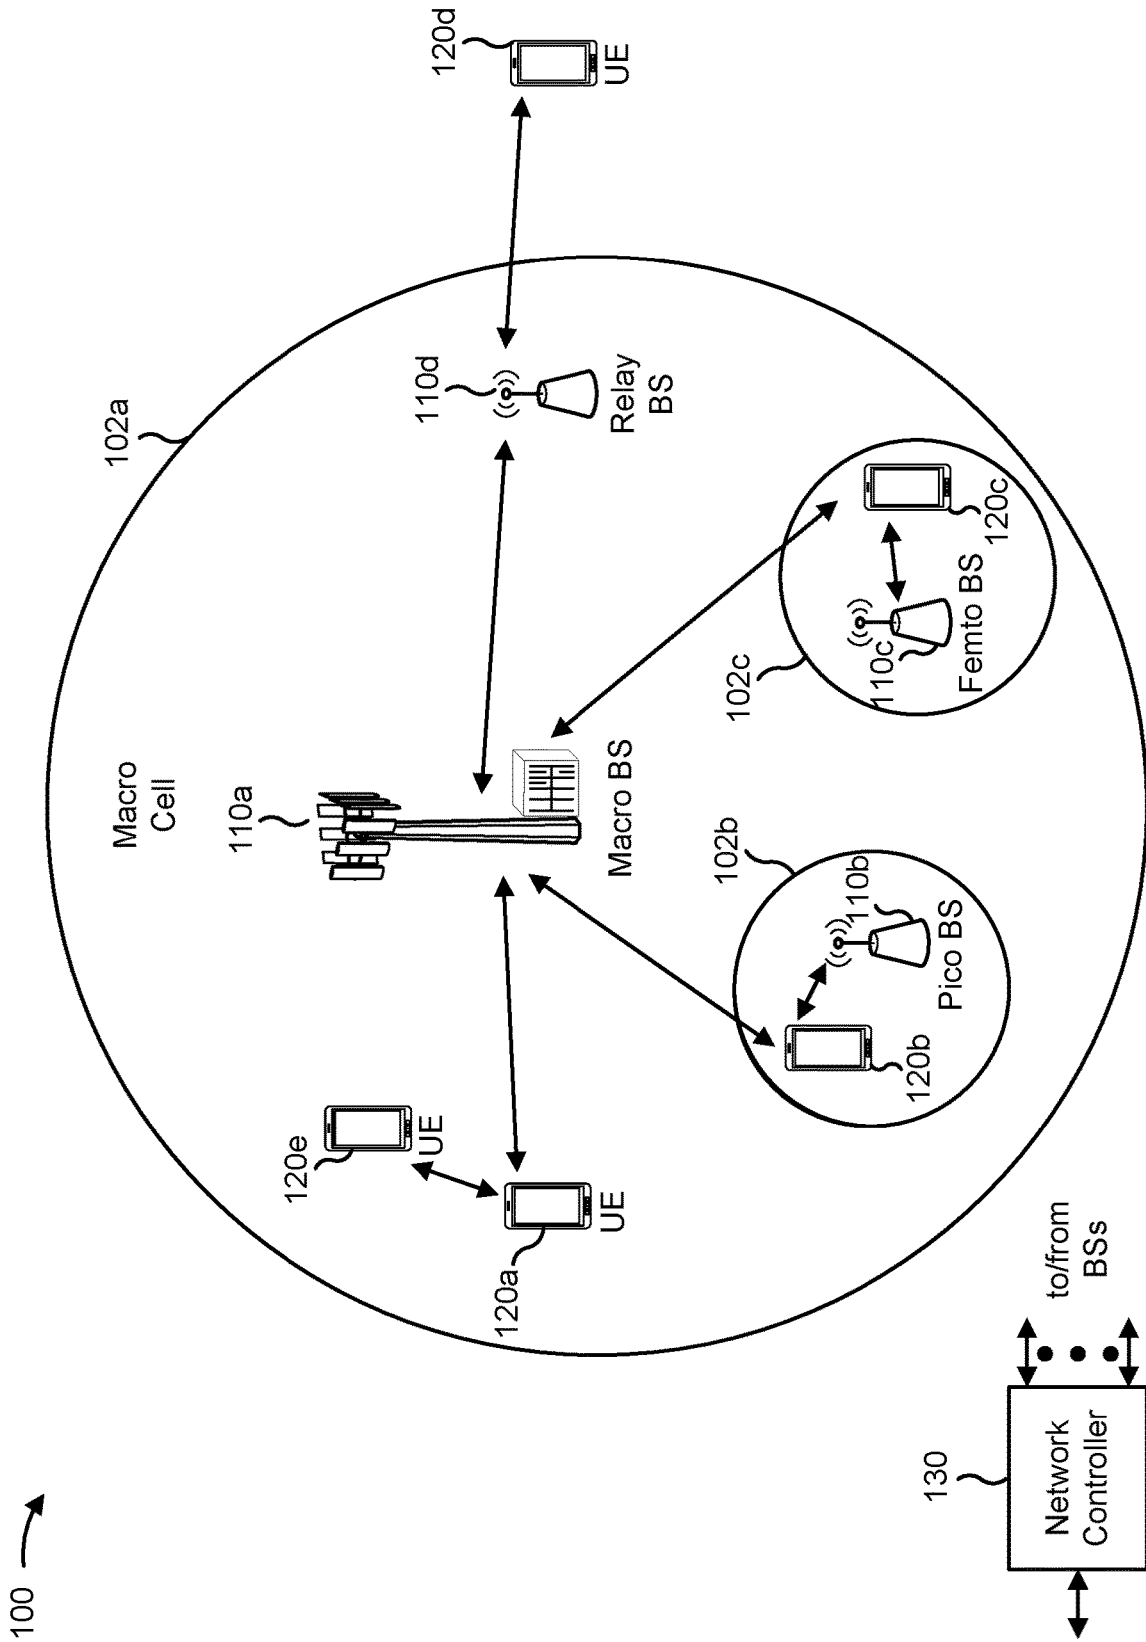 100
102a
Macro
Cell
110a
120d
UE
120e
UE
110d
120a
UE
Relay
BS
Macro BS
102b
102c
110b
110c
Pico BS
Femto BS
120b
120c
130
Network
Controller
to/from
BSs